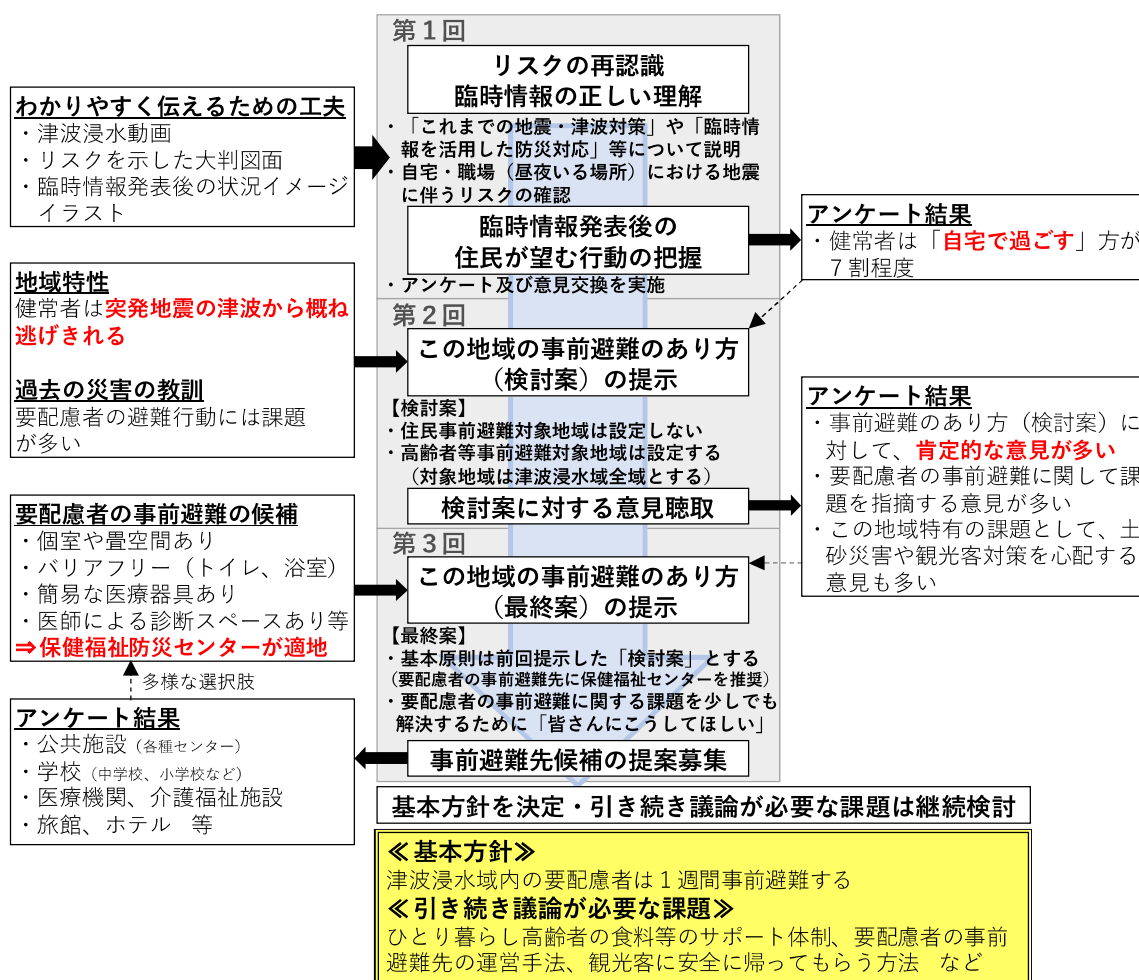 第１回
リスクの再認識
臨時情報の正しい理解
・「これまでの地震・津波対策」や「臨時情
報を活用した防災対応」等について説明
・自宅・職場（昼夜いる場所）における地震
に伴うリスクの確認
臨時情報発表後の
住民が望む行動の把握
・アンケート及び意見交換を実施
わかりやすく伝えるための工夫
・津波浸水動画
・リスクを示した大判図面
・臨時情報発表後の状況イメージ
イラスト
アンケート結果
・健常者は「自宅で過ごす」方が
７割程度
地域特性
健常者は突発地震の津波から概ね
逃げきれる
過去の災害の教訓
要配慮者の避難行動には課題
が多い
第２回
この地域の事前避難のあり方
（検討案）の提示
【検討案】
・住民事前避難対象地域は設定しない
・高齢者等事前避難対象地域は設定する
（対象地域は津波浸水域全域とする）
検討案に対する意見聴取
アンケート結果
・事前避難のあり方（検討案）に
対して、肯定的な意見が多い
・要配慮者の事前避難に関して課
題を指摘する意見が多い
・この地域特有の課題として、土
砂災害や観光客対策を心配する
意見も多い
要配慮者の事前避難の候補
・個室や畳空間あり
・バリアフリー（トイレ、浴室）
・簡易な医療器具あり
・医師による診断スペースあり等
⇒保健福祉防災センターが適地
多様な選択肢
アンケート結果
・公共施設（各種センター）
・学校（中学校、小学校など）
・医療機関、介護福祉施設
・旅館、ホテル　等
第３回
この地域の事前避難のあり方
（最終案）の提示
【最終案】
・基本原則は前回提示した「検討案」とする
（要配慮者の事前避難先に保健福祉センターを推奨）
・要配慮者の事前避難に関する課題を少しでも
解決するために「皆さんにこうしてほしい」
事前避難先候補の提案募集
基本方針を決定・引き続き議論が必要な課題は継続検討
≪基本方針≫
津波浸水域内の要配慮者は１週間事前避難する
≪引き続き議論が必要な課題≫
ひとり暮らし高齢者の食料等のサポート体制、要配慮者の事前
避難先の運営手法、観光客に安全に帰ってもらう方法　など